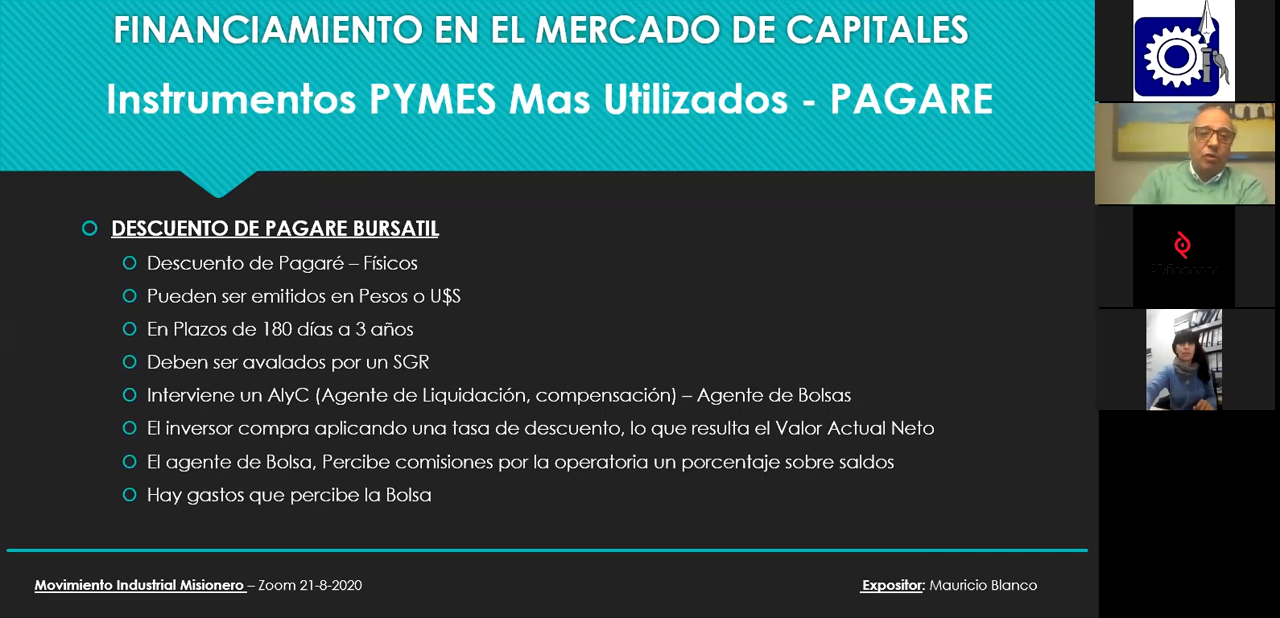 FINANCIAMIENTO EN EL MERCADO DE CAPITALES
Instrumentos PYMES Mas Utilizados - PAGARE
DESCUENTO DE PAGARE BURSATIL
Descuento de Pagaré – Físicos
Pueden ser emitidos en Pesos o U$S
En Plazos de 180 días a 3 años
Deben ser avalados por un SGR
Interviene un AlyC (Agente de Liquidación, compensación) – Agente de Bolsas
El inversor compra aplicando una tasa de descuento, lo que resulta el Valor Actual Neto
El agente de Bolsa, Percibe comisiones por la operatoria un porcentaje sobre saldos
Hay gastos que percibe la Bolsa
Movimiento Industrial Misionero – Zoom 21-8-2020
Expositor: Mauricio Blanco